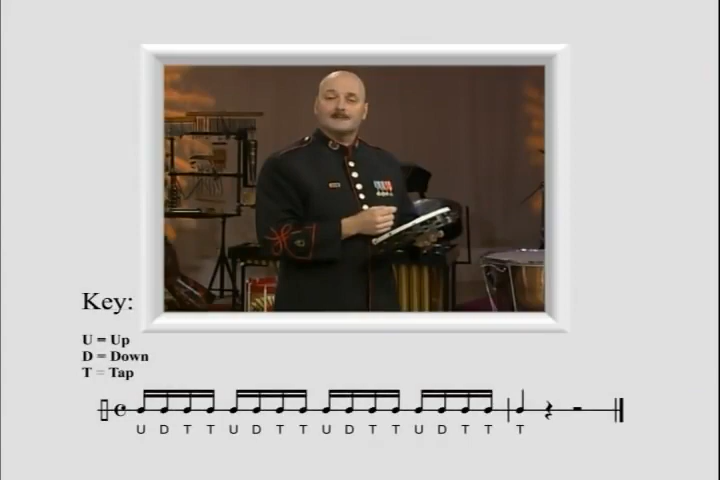 Key:
U = Up
D = Down
T = Tap
U D T T U D T T U D T T U D T T T